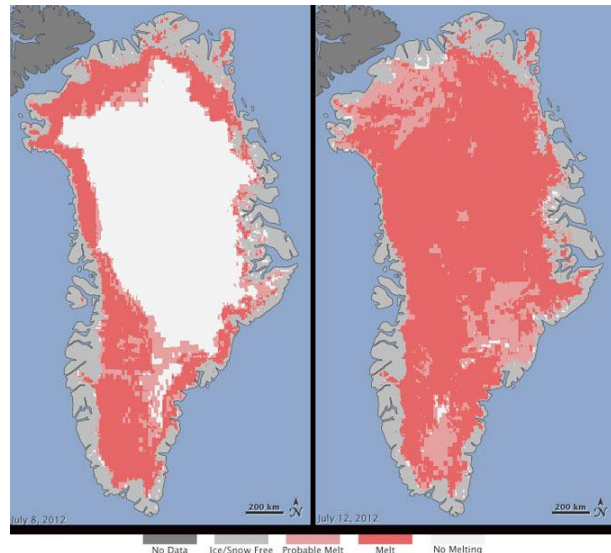 200 km
N
July 8, 2012
200 km
N
July 12, 2012
No Data
Ice/Snow Free
Probable Melt
Melt
No Melting